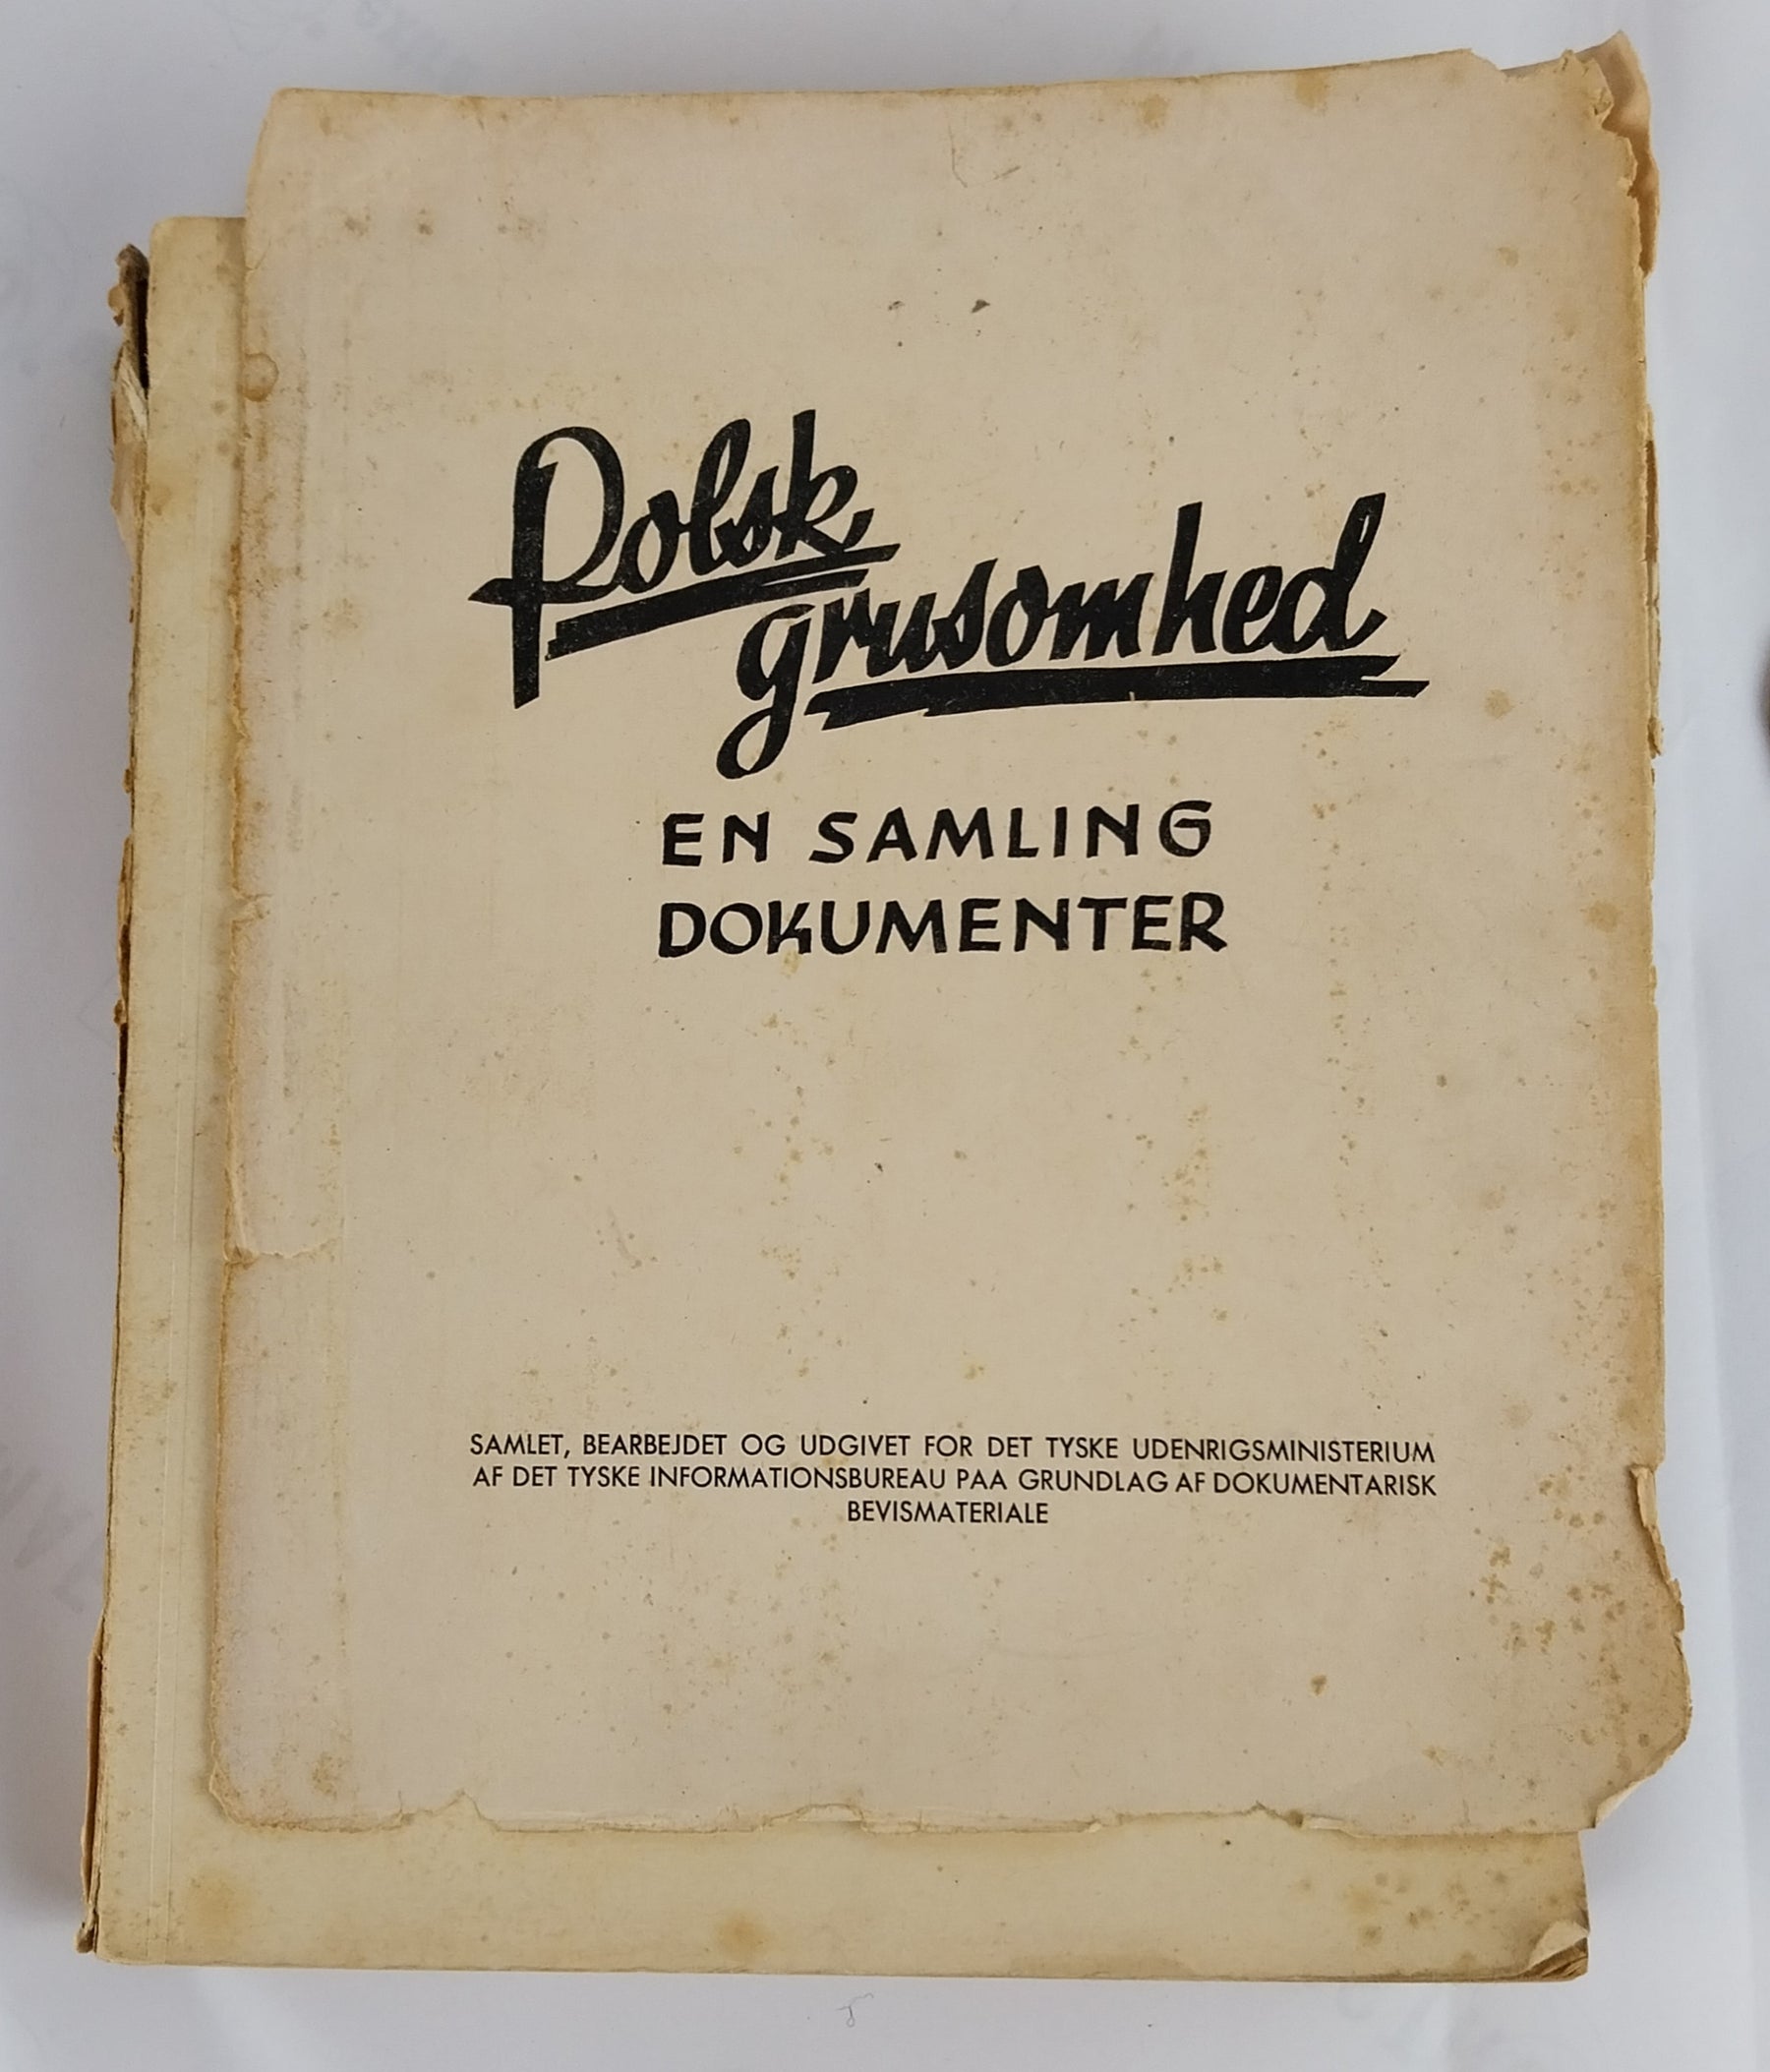 Polsk
grusomhed
EN SAMLING
DOKUMENTER
SAMLET, BEARBEJDET OG UDGIVET FOR DET TYSKE UDENRIGSMINISTERIUM
AF DET TYSKE INFORMATIONSBUREAU PAA GRUNDLAG AF DOKUMENTARISK
BEVISMATERIALE